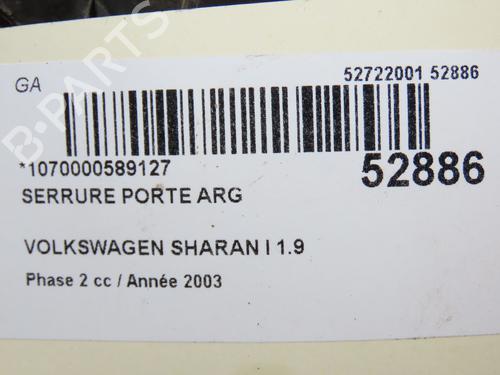 GA
52722001 52886
*1070000589127
52886
SERRURE PORTE ARG
VOLKSWAGEN SHARAN I 1.9
Phase 2 cc / Année 2003
B-PARTS